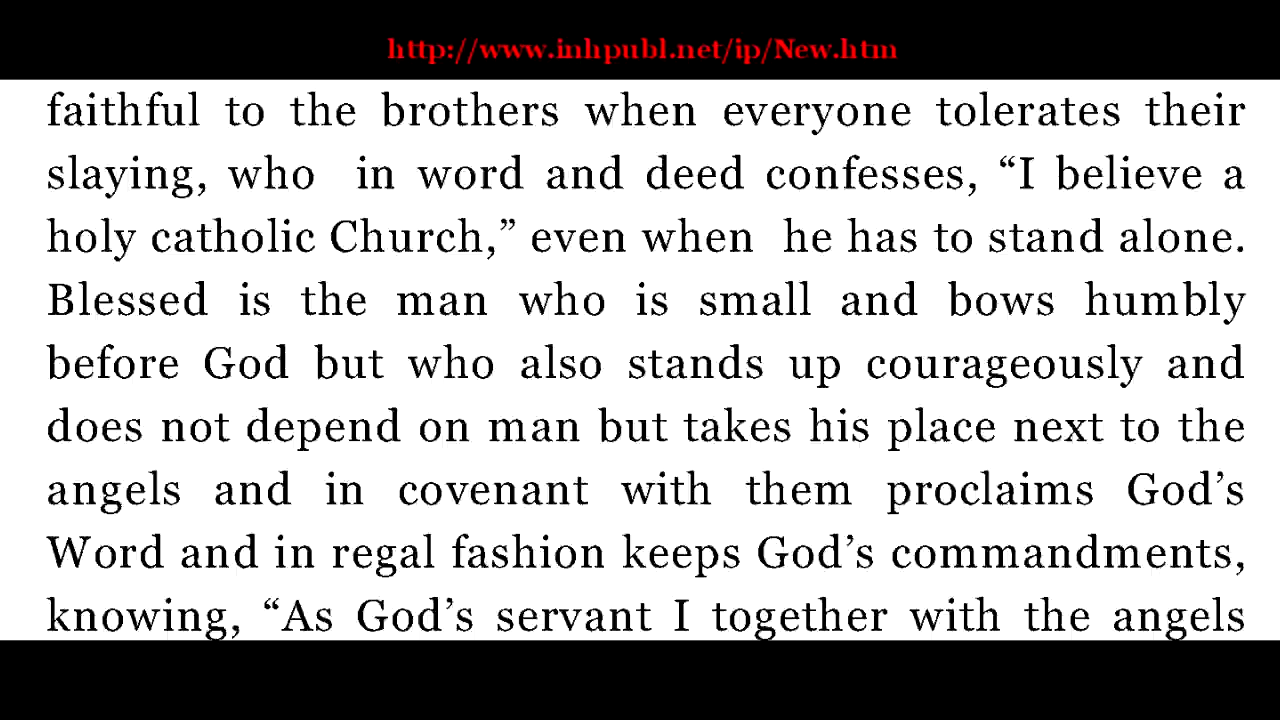 http://www.inhpubl.net/ip/New.htm
faithful to the brothers when everyone tolerates their
slaying, who in word and deed confesses, “I believe a
holy catholic Church,” even when he has to stand alone.
Blessed is the man who is small and bows humbly
before God but who also stands up courageously and
does not depend on man but takes his place next to the
angels and in covenant with them proclaims God’s
Word and in regal fashion keeps God’s commandments,
knowing, “As God’s servant I together with the angels